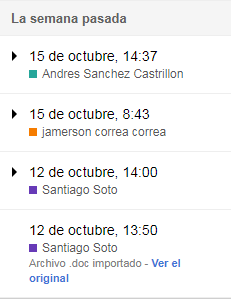 La semana pasada
15 de octubre, 14:37
Andres Sanchez Castrillon
15 de octubre, 8:43
jamerson correa correa
12 de octubre, 14:00
Santiago Soto
12 de octubre, 13:50
Santiago Soto
Archivo .doc importado - Ver el
original